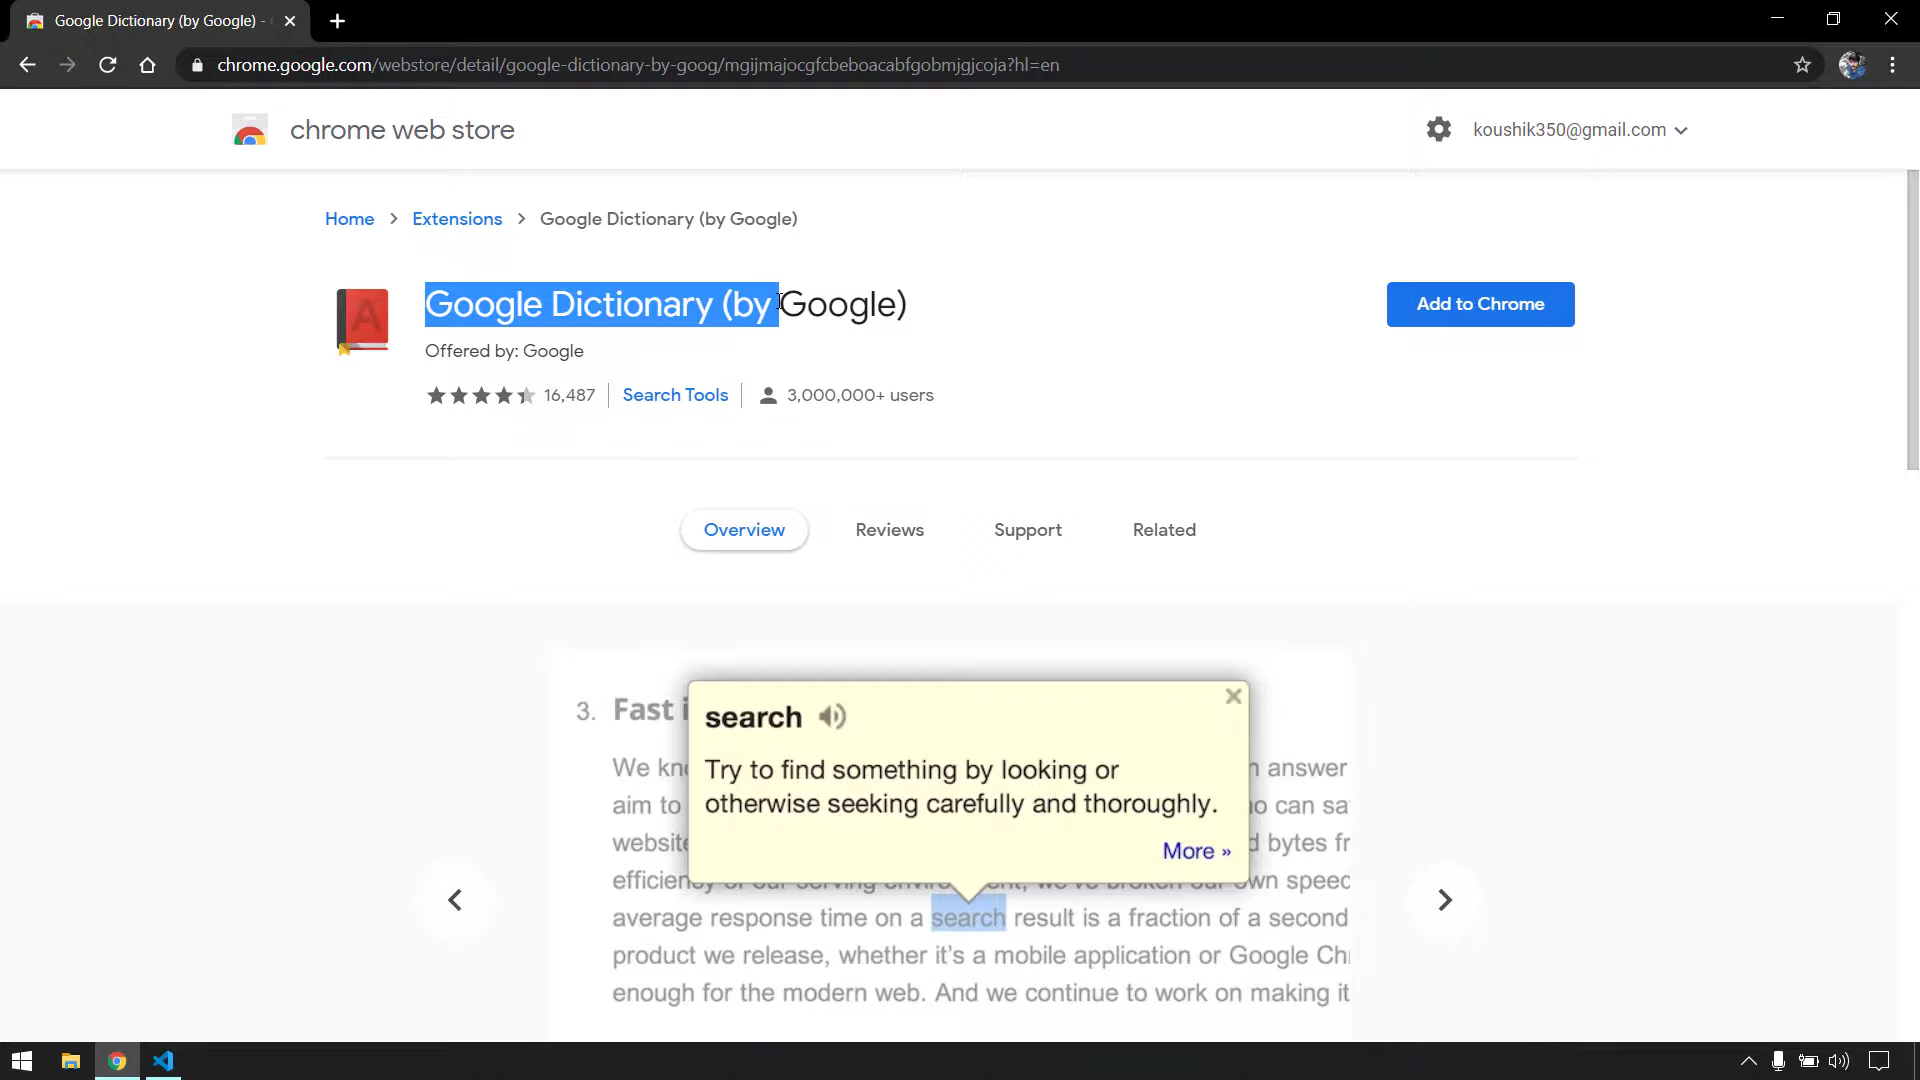 Google Dictionary (by Google) -
chrome.google.com/webstore/detail/google-dictionary-by-goog/mgijmajocgfcbeboacabfgobmjgjcoja?hl=en
chrome web store
koushik350@gmail.com
Home > Extensions > Google Dictionary (by Google)
A
Google Dictionary (by Google)
Add to Chrome
Offered by: Google
16,487 Search Tools 3,000,000+ users
Overview Reviews Support Related
3. Fast
search
We answer
Try to find something by looking or
aim to can
otherwise seeking carefully and thoroughly.
bytes
More »
own
average response time on a search result is a fraction of a second
product we release, whether it's a mobile application or Google
enough for the modern web. And we continue to work on making it